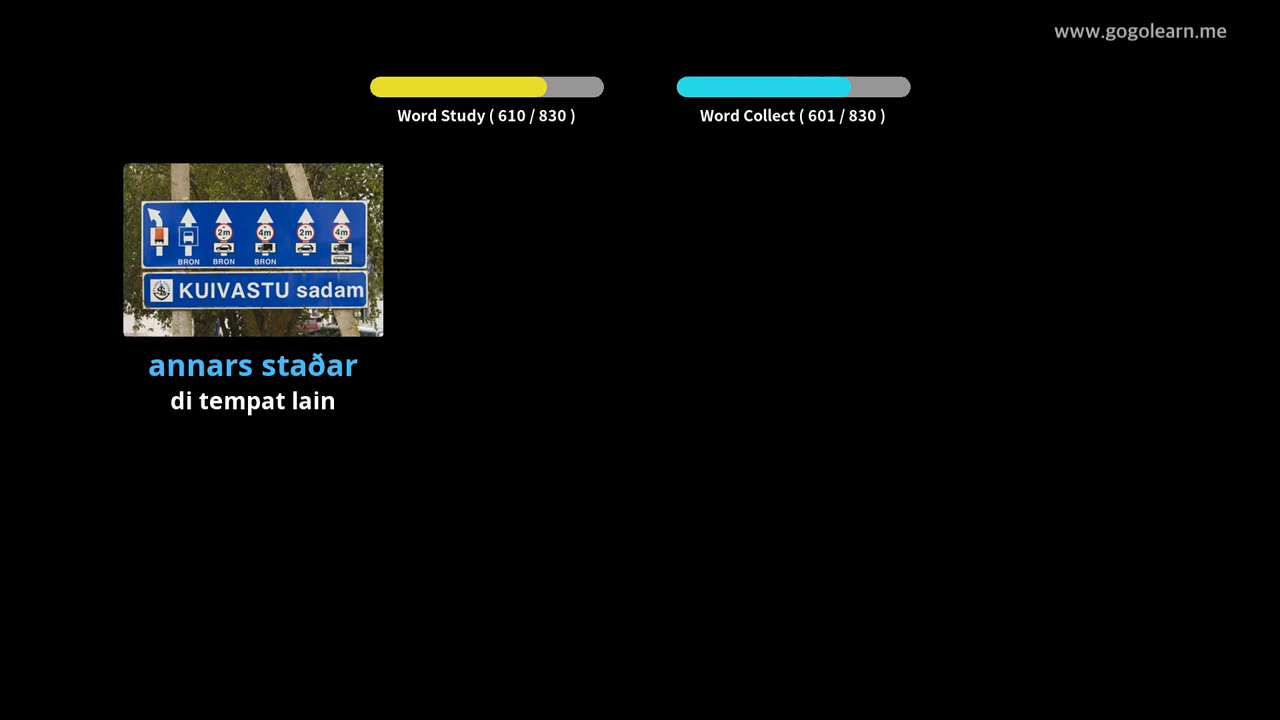 www.gogolearn.me
Word Study ( 610 / 830 )
Word Collect ( 601 / 830 )
2m 4m 2m 4m
BRON BRON BRON
KUIVASTU sadam
annars staðar
di tempat lain